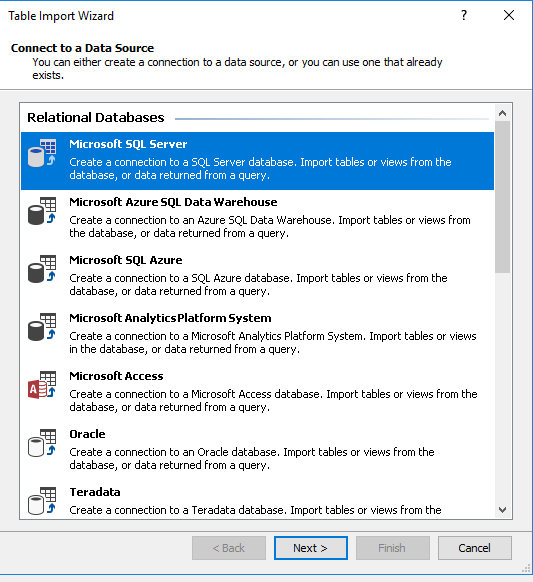 Table Import Wizard
?
Connect to a Data Source
You can either create a connection to a data source, or you can use one that already
exists.
Relational Databases
Microsoft SQL Server
Create a connection to a SQL Server database. Import tables or views from the
database, or data returned from a query.
Microsoft Azure SQL Data Warehouse
Create a connection to an Azure SQL Data Warehouse. Import tables or views from
the database, or data returned from a query.
Microsoft SQL Azure
Create a connection to a SQL Azure database. Import tables or views from the
database, or data returned from a query.
Microsoft Analytics Platform System
Create a connection to a Microsoft Analytics Platform System. Import tables or views
in the database, or data returned from a query.
Microsoft Access
Create a connection to a Microsoft Access database. Import tables or views from the
database, or data returned from a query.
Oracle
Create a connection to an Oracle database. Import tables or views from the
database, or data returned from a query.
Teradata
Create a connection to a Teradata database. Import tables or views from the
< Back
Next >
Finish
Cancel